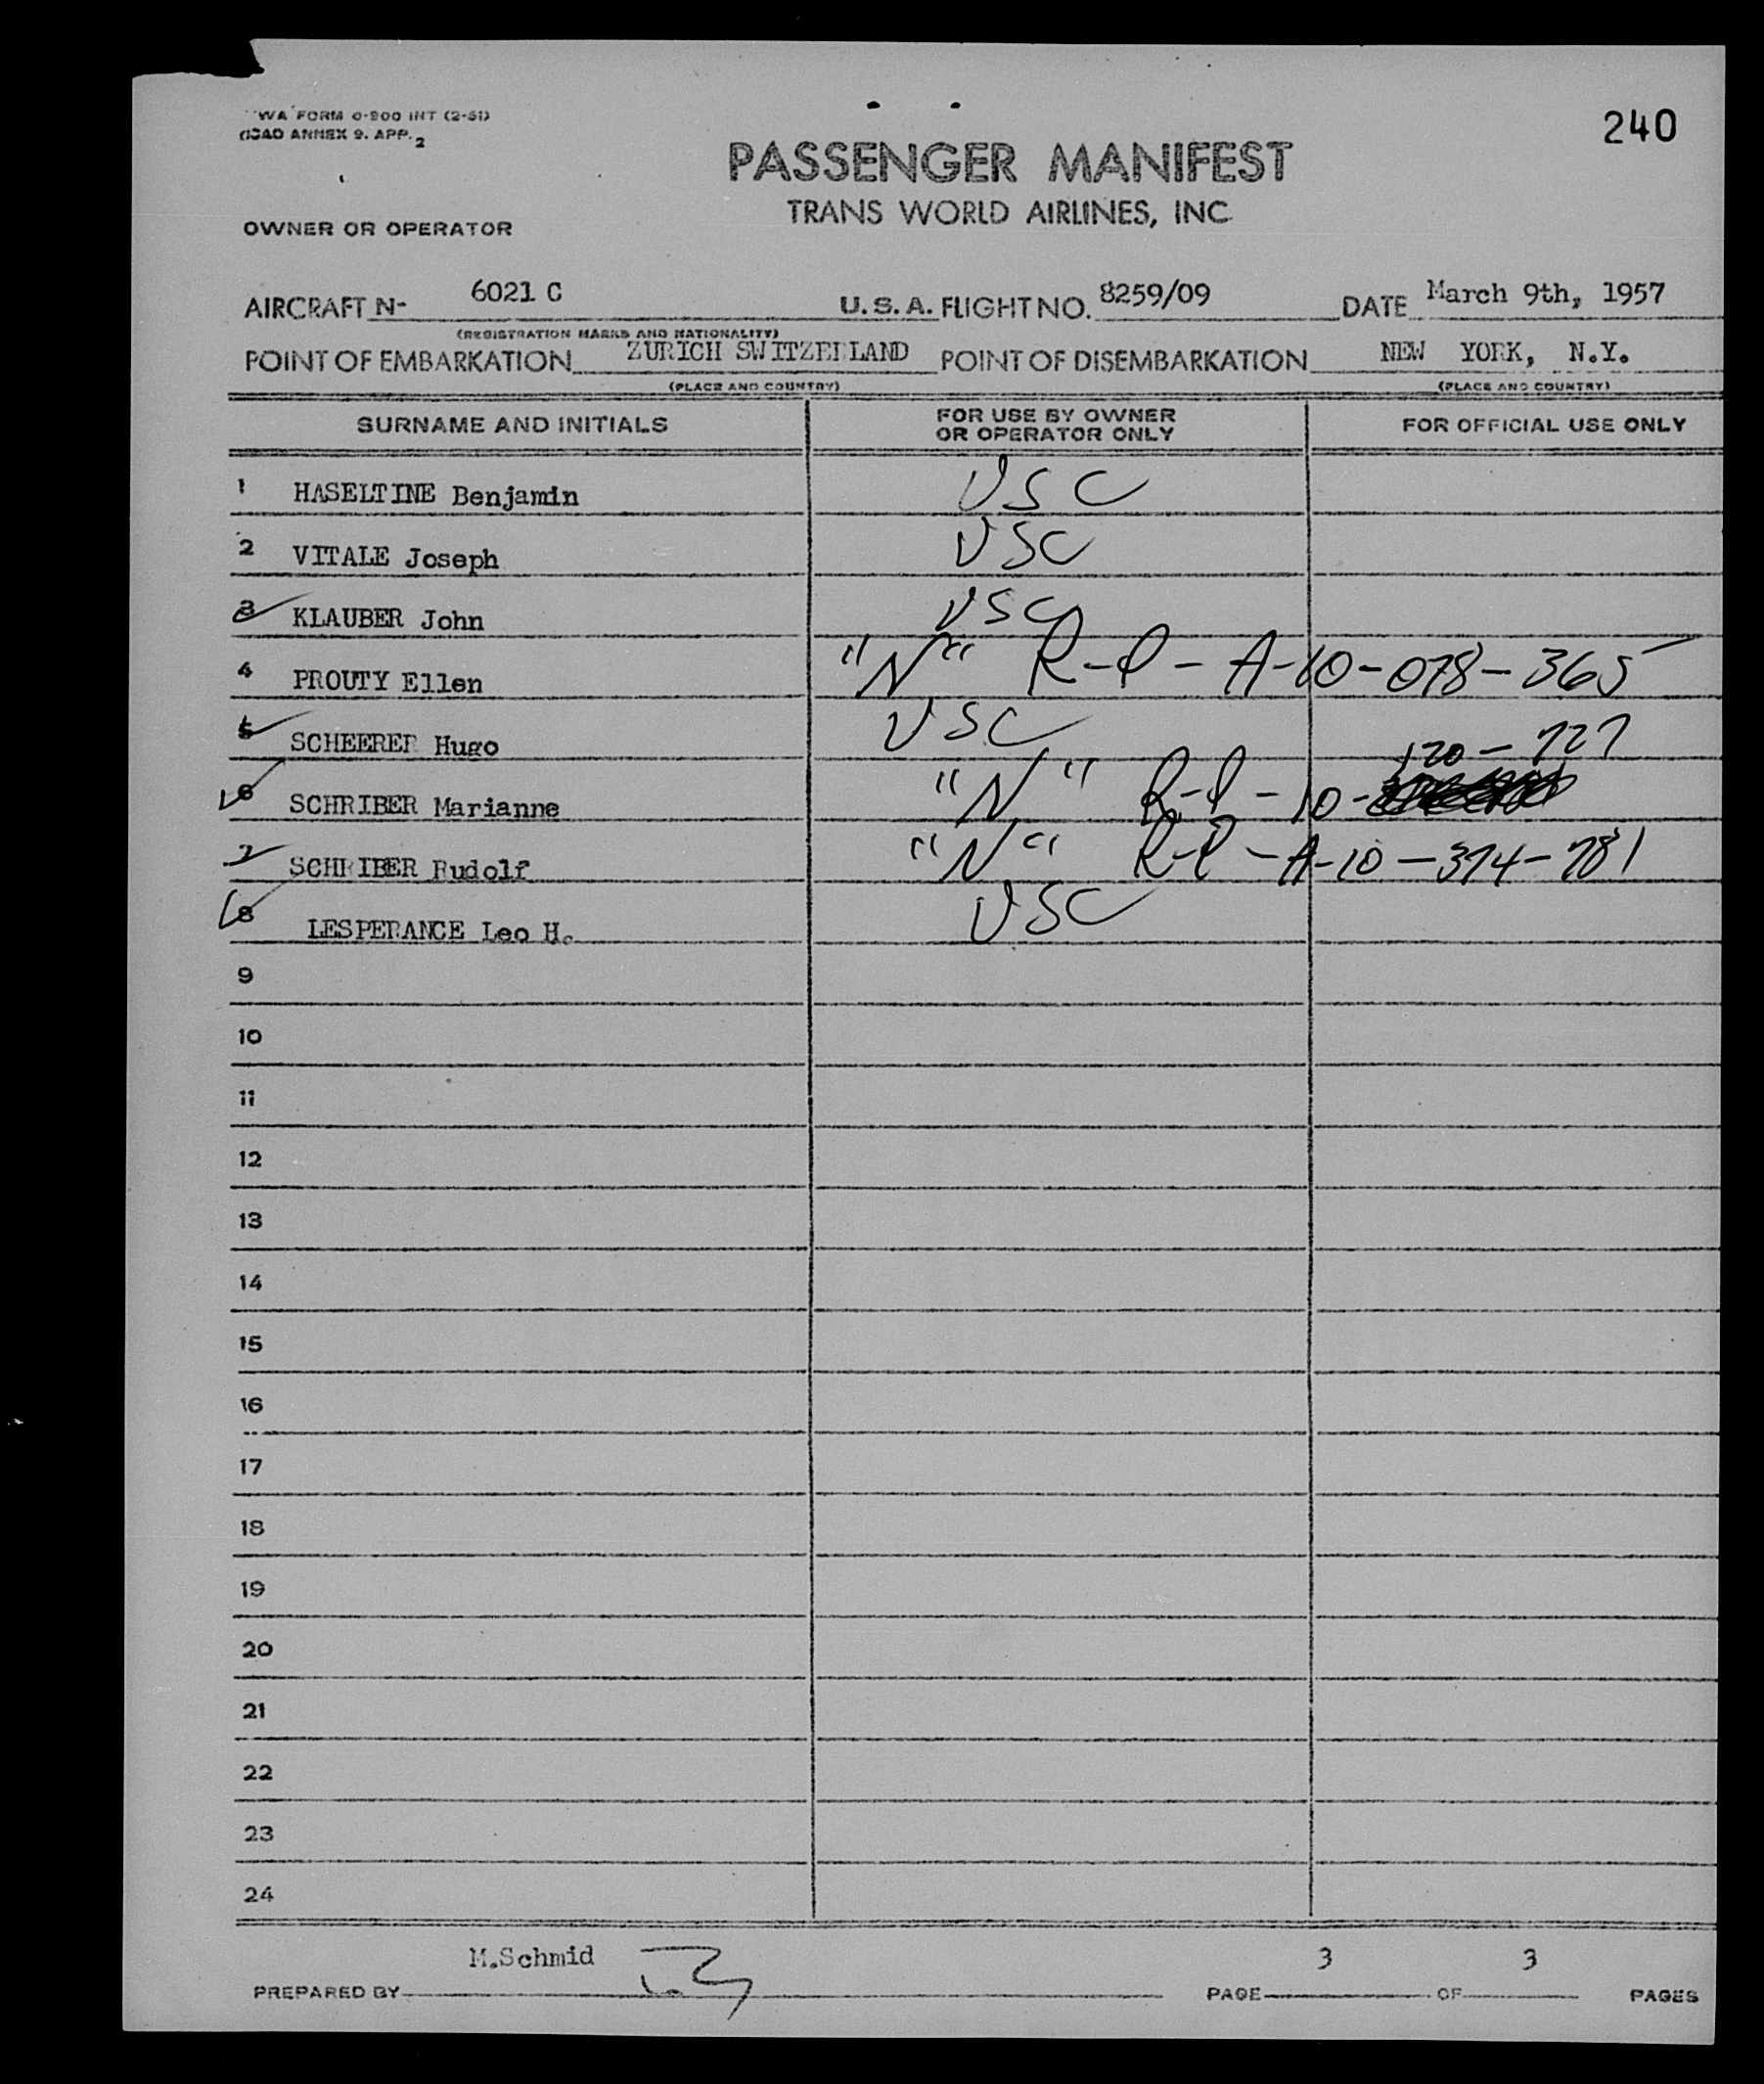 TWA FORM 0-900 INT (2-51)
(ICAO ANNEX 9. APP. 2
240
PASSENGER MANIFEST
TRANS WORLD AIRLINES, INC
OWNER OR OPERATOR
AIRCRAFT N- 6021 C U.S.A. FLIGHT NO. 8259/09 DATE March 9th, 1957
(REGISTRATION MARKS AND NATIONALITY)
POINT OF EMBARKATION ZURICH SWITZERLAND POINT OF DISEMBARKATION NEW YORK, N.Y.
(PLACE AND COUNTRY) (PLACE AND COUNTRY)
SURNAME AND INITIALS FOR USE BY OWNER OR OPERATOR ONLY FOR OFFICIAL USE ONLY
1 HASELTINE Benjamin USC
2 VITALE Joseph USC
3 KLAUBER John USC
4 PROUTY Ellen "N" R-P - A-10-078-365
5 SCHEERER Hugo USC
6 SCHRIBER Marianne "N" R-P-10- 120-727
7 SCHRIBER Rudolf "N" R-P-A-10-374-781
8 LESPERANCE Leo H. USC
9
10
11
12
13
14
15
16
17
18
19
20
21
22
23
24
PREPARED BY M.Schmid PAGE 3 OF 3 PAGES